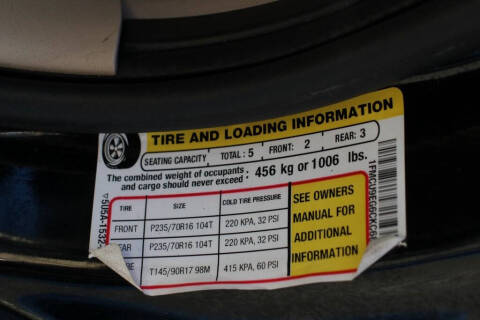 TIRE AND LOADING INFORMATION
SEATING CAPACITY TOTAL : 5 FRONT: 2 REAR: 3
The combined weight of occupants
and cargo should never exceed : 456 kg or 1006 lbs.
TIRE SIZE COLD TIRE PRESSURE
FRONT P235/70R16 104T 220 KPA, 32 PSI
EAR P235/70R16 104T 220 KPA, 32 PSI
RE T145/90R17 98M 415 KPA, 60 PSI
SEE OWNERS
MANUAL FOR
ADDITIONAL
INFORMATION